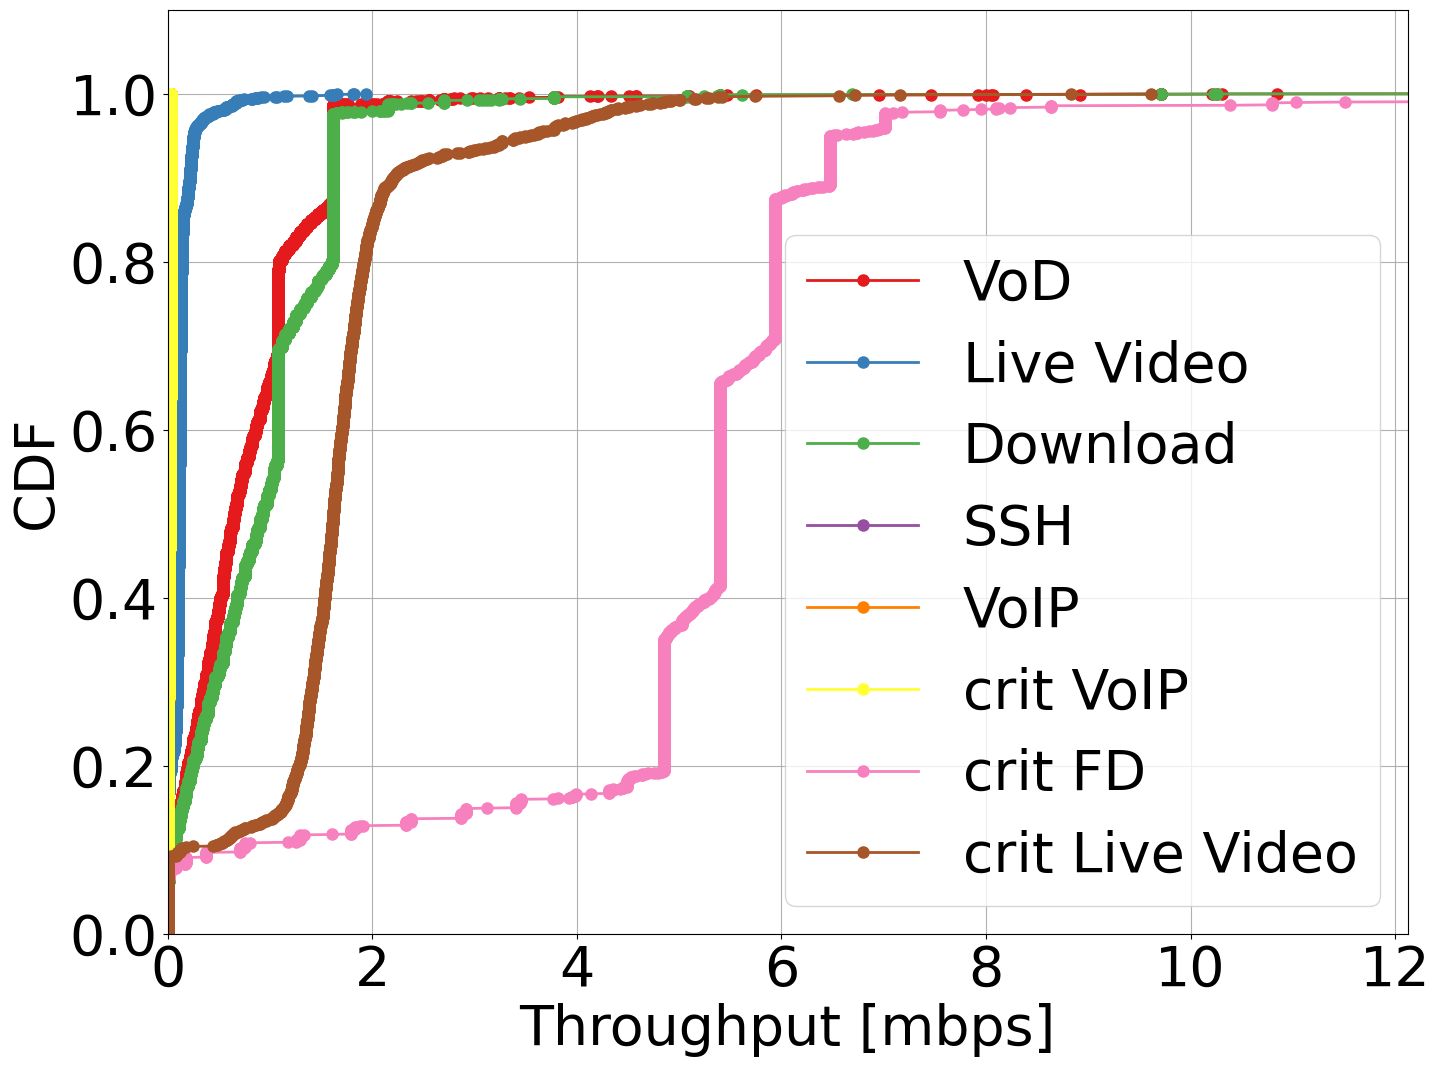 1.0
0.8
0.6
0.4
0.2
0.0
CDF
0 2 4 6 8 10 12
Throughput [mbps]
VoD
Live Video
Download
SSH
VoIP
crit VoIP
crit FD
crit Live Video